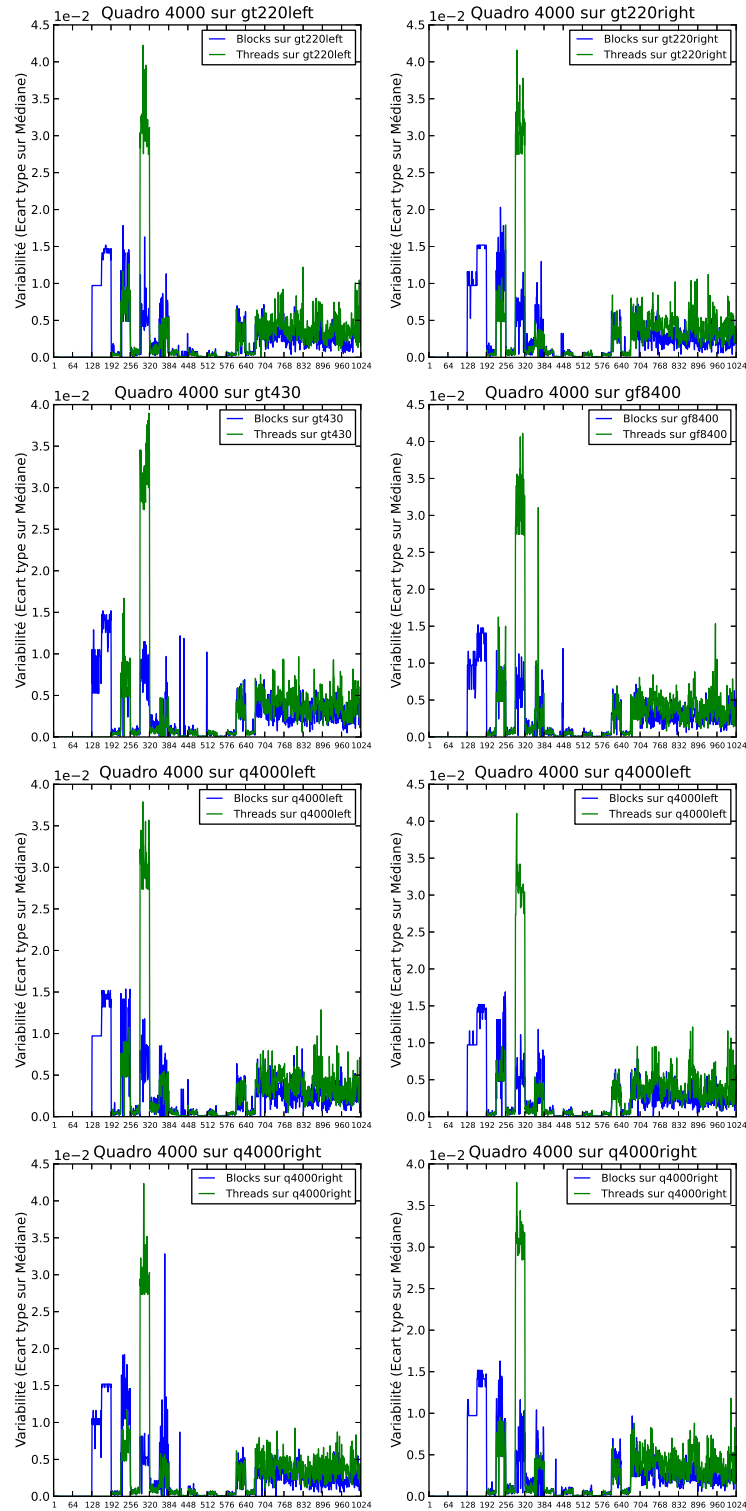 Quadro 4000 sur gt220left
1e−2
Variabilité (Ecart type sur Médiane)
Blocks sur gt220left
Threads sur gt220left
4.5
4.0
3.5
3.0
2.5
2.0
1.5
1.0
0.5
0.0
1 64 128 192 256 320 384 448 512 576 640 704 768 832 896 960 1024
Quadro 4000 sur gt220right
1e−2
Variabilité (Ecart type sur Médiane)
Blocks sur gt220right
Threads sur gt220right
4.5
4.0
3.5
3.0
2.5
2.0
1.5
1.0
0.5
0.0
1 64 128 192 256 320 384 448 512 576 640 704 768 832 896 960 1024
Quadro 4000 sur gt430
1e−2
Variabilité (Ecart type sur Médiane)
Blocks sur gt430
Threads sur gt430
4.0
3.5
3.0
2.5
2.0
1.5
1.0
0.5
0.0
1 64 128 192 256 320 384 448 512 576 640 704 768 832 896 960 1024
Quadro 4000 sur gf8400
1e−2
Variabilité (Ecart type sur Médiane)
Blocks sur gf8400
Threads sur gf8400
4.5
4.0
3.5
3.0
2.5
2.0
1.5
1.0
0.5
0.0
1 64 128 192 256 320 384 448 512 576 640 704 768 832 896 960 1024
Quadro 4000 sur q4000left
1e−2
Variabilité (Ecart type sur Médiane)
Blocks sur q4000left
Threads sur q4000left
4.0
3.5
3.0
2.5
2.0
1.5
1.0
0.5
0.0
1 64 128 192 256 320 384 448 512 576 640 704 768 832 896 960 1024
Quadro 4000 sur q4000left
1e−2
Variabilité (Ecart type sur Médiane)
Blocks sur q4000left
Threads sur q4000left
4.5
4.0
3.5
3.0
2.5
2.0
1.5
1.0
0.5
0.0
1 64 128 192 256 320 384 448 512 576 640 704 768 832 896 960 1024
Quadro 4000 sur q4000right
1e−2
Variabilité (Ecart type sur Médiane)
Blocks sur q4000right
Threads sur q4000right
4.5
4.0
3.5
3.0
2.5
2.0
1.5
1.0
0.5
0.0
1 64 128 192 256 320 384 448 512 576 640 704 768 832 896 960 1024
Quadro 4000 sur q4000right
1e−2
Variabilité (Ecart type sur Médiane)
Blocks sur q4000right
Threads sur q4000right
4.0
3.5
3.0
2.5
2.0
1.5
1.0
0.5
0.0
1 64 128 192 256 320 384 448 512 576 640 704 768 832 896 960 1024